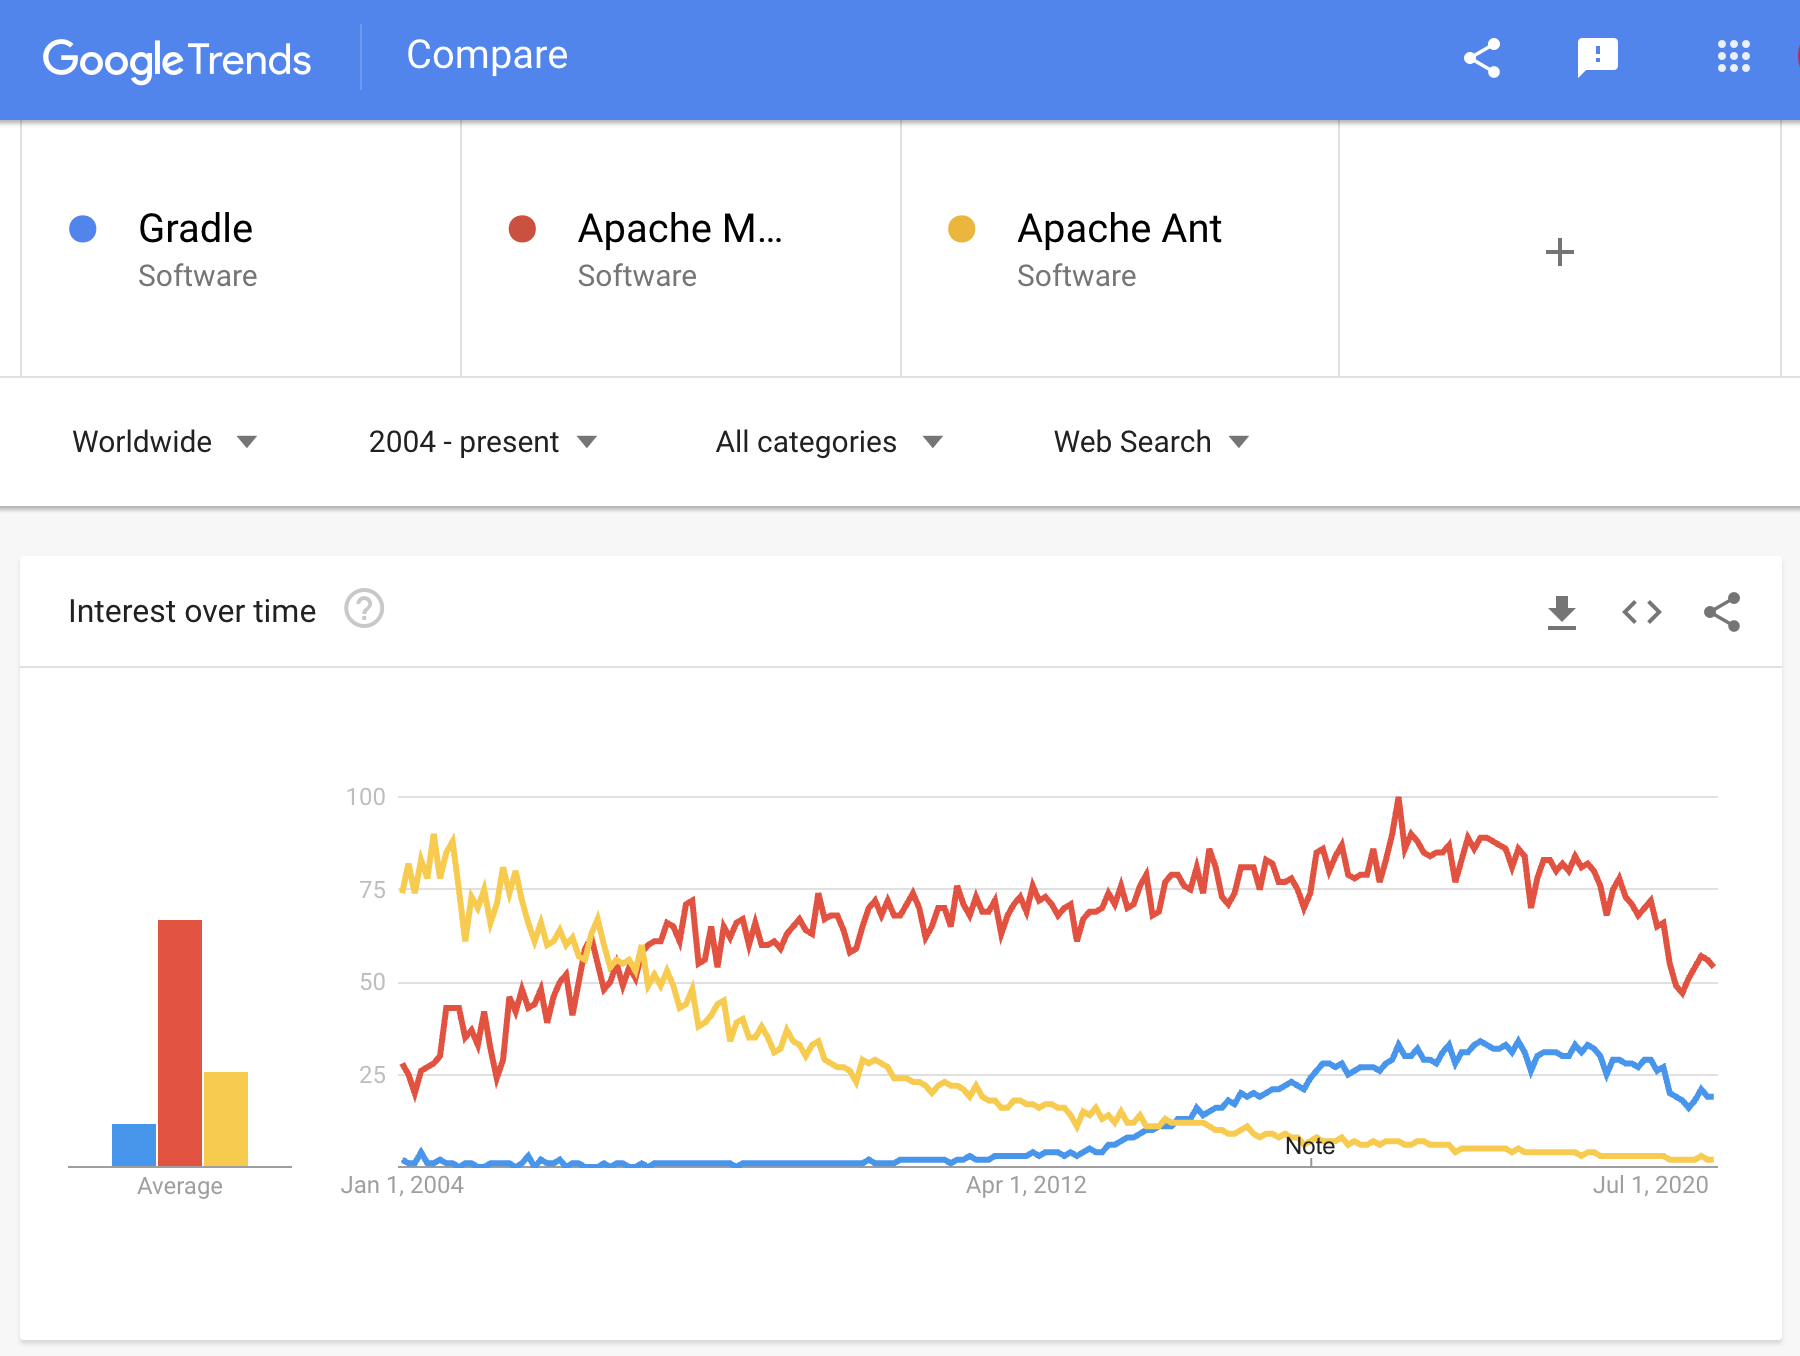 Google Trends Compare
Gradle
Software
Apache M...
Software
Apache Ant
Software
Worldwide 2004 - present All categories Web Search
Interest over time ?
100
75
50
25
Note
Average
Jan 1, 2004 Apr 1, 2012 Jul 1, 2020